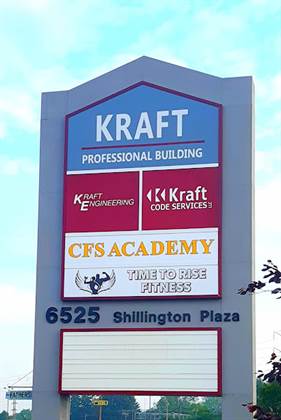 KRAFT
PROFESSIONAL BUILDING
KRAFT
ENGINEERING
Kraft
CODE SERVICES
CFS ACADEMY
TIME TO RISE
FITNESS
6525 Shillington Plaza